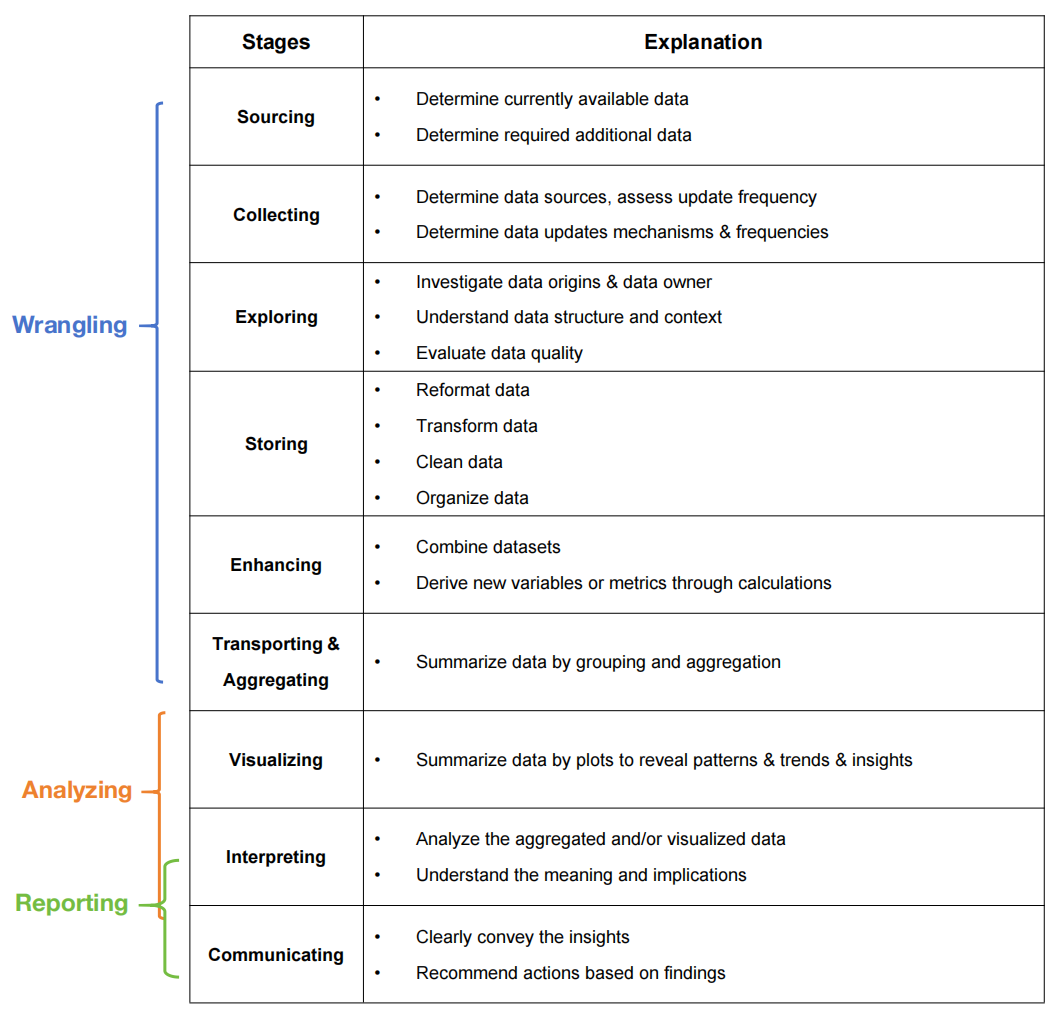 Stages
Explanation
Sourcing
• Determine currently available data
• Determine required additional data
Collecting
• Determine data sources, assess update frequency
• Determine data updates mechanisms & frequencies
Wrangling
Exploring
• Investigate data origins & data owner
• Understand data structure and context
• Evaluate data quality
Storing
• Reformat data
• Transform data
• Clean data
• Organize data
Enhancing
• Combine datasets
• Derive new variables or metrics through calculations
Transporting &
Aggregating
• Summarize data by grouping and aggregation
Analyzing
Visualizing
• Summarize data by plots to reveal patterns & trends & insights
Interpreting
• Analyze the aggregated and/or visualized data
• Understand the meaning and implications
Reporting
Communicating
• Clearly convey the insights
• Recommend actions based on findings